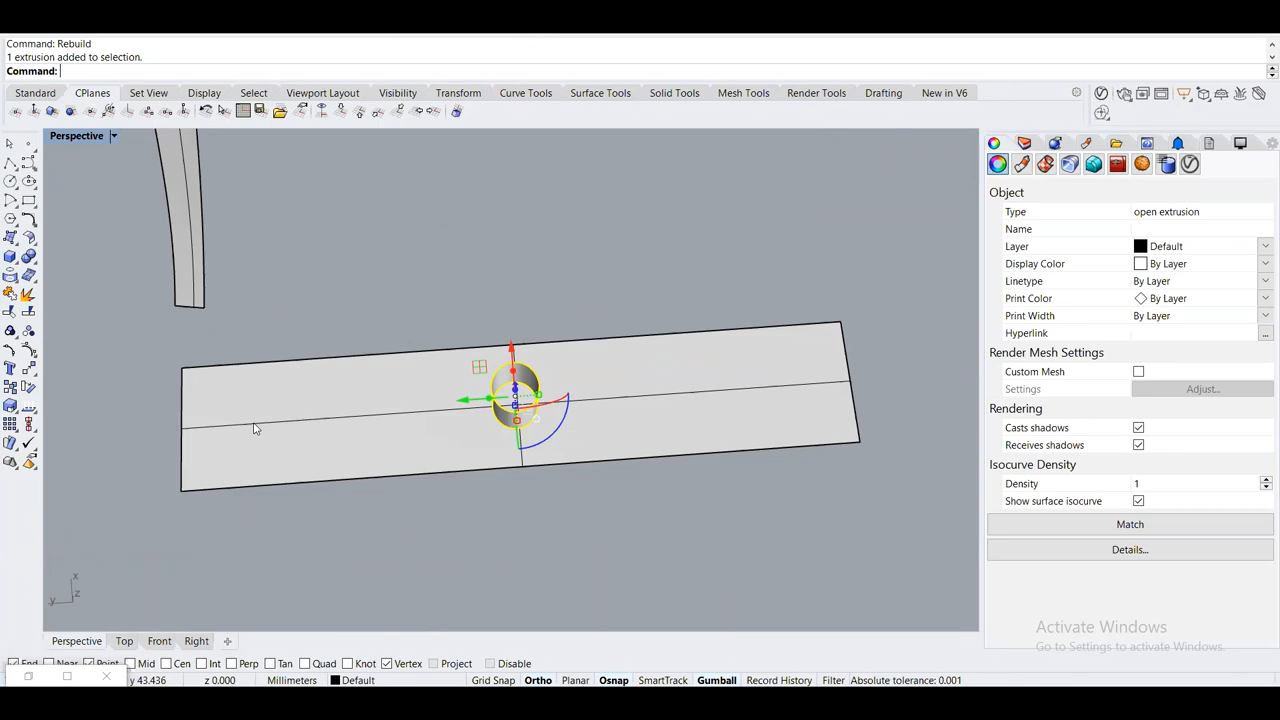 Command: Rebuild
1 extrusion added to selection.
Command:
Standard CPlanes Set View Display Select Viewport Layout Visibility Transform Curve Tools Surface Tools Solid Tools Mesh Tools Render Tools Drafting New in V6
Perspective
Object
Type open extrusion
Name
Layer Default
Display Color By Layer
Linetype By Layer
Print Color By Layer
Print Width By Layer
Hyperlink ...
Render Mesh Settings
Custom Mesh
Settings Adjust...
Rendering
Casts shadows
Receives shadows
Isocurve Density
Density 1
Show surface isocurve
Match
Details...
x
y z
Activate Windows
Go to Settings to activate Windows.
Perspective Top Front Right
End Near Point Mid Cen Int Perp Tan Quad Knot Vertex Project Disable
y 43.436 z 0.000 Millimeters Default Grid Snap Ortho Planar Osnap SmartTrack Gumball Record History Filter Absolute tolerance: 0.001